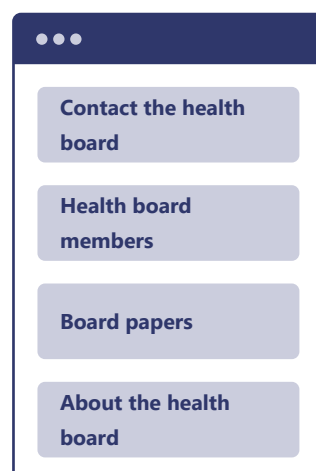 Contact the health
board
Health board
members
Board papers
About the health
board